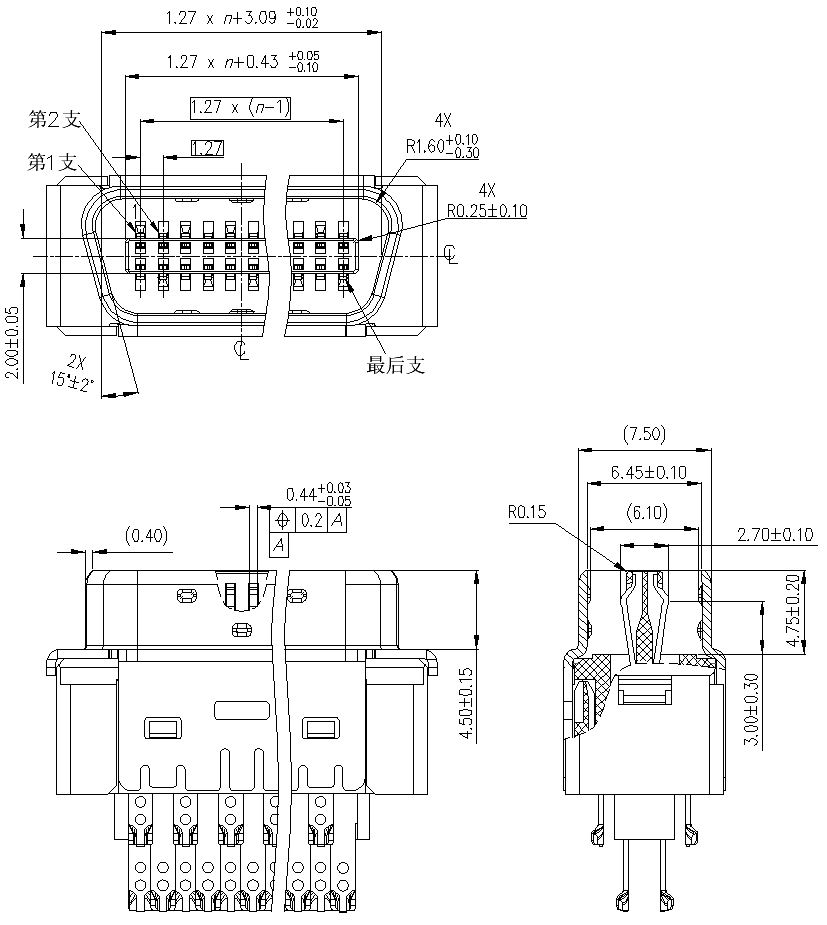 1.27 x n+3.09 +0.10 -0.02
1.27 x n+0.43 +0.05 -0.10
1.27 x (n-1)
第2支
4X
R1.60+0.10 -0.30
1.27
第1支
4X
R0.25±0.10
1
2
℄
2.00±0.05
℄
2X
15°±2°
最后支
(7.50)
6.45±0.10
0.44+0.03 -0.05
R0.15
(6.10)
⌖ 0.2 A
2.70±0.10
(0.40)
A
4.75±0.20
4.50±0.15
3.00±0.30